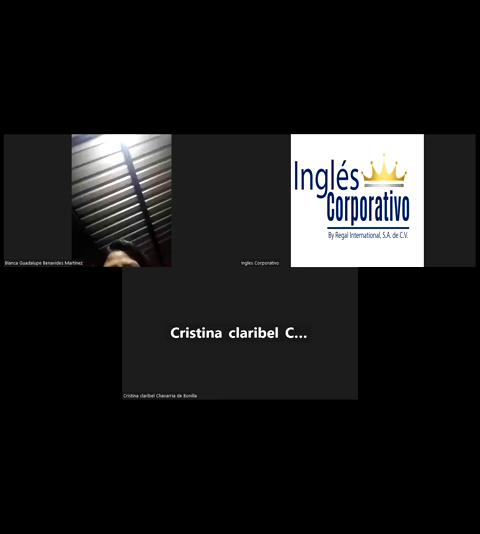 Inglés
Corporativo
By Regal International, S.A. de C.V.
Blanca Guadalupe Benavides Martínez
Ingles Corporativo
Cristina claribel C...
Cristina claribel Chavarria de Bonilla